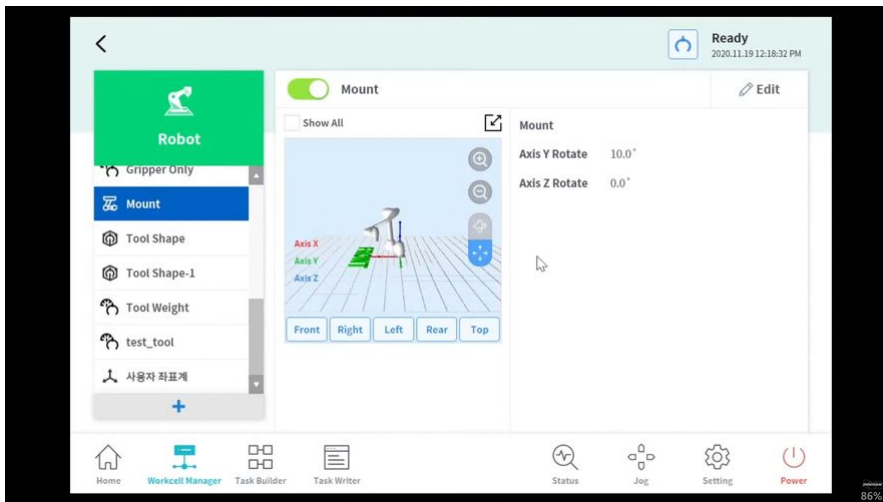 Ready
2020.11.19 12:18:32 PM
Robot
Gripper Only
Mount
Tool Shape
Tool Shape-1
Tool Weight
test_tool
사용자 좌표계
+
Mount
Edit
Show All
Axis X
Axis Y
Axis Z
Front
Right
Left
Rear
Top
Mount
Axis Y Rotate 10.0°
Axis Z Rotate 0.0°
Home
Workcell Manager
Task Builder
Task Writer
Status
Jog
Setting
Power
86%